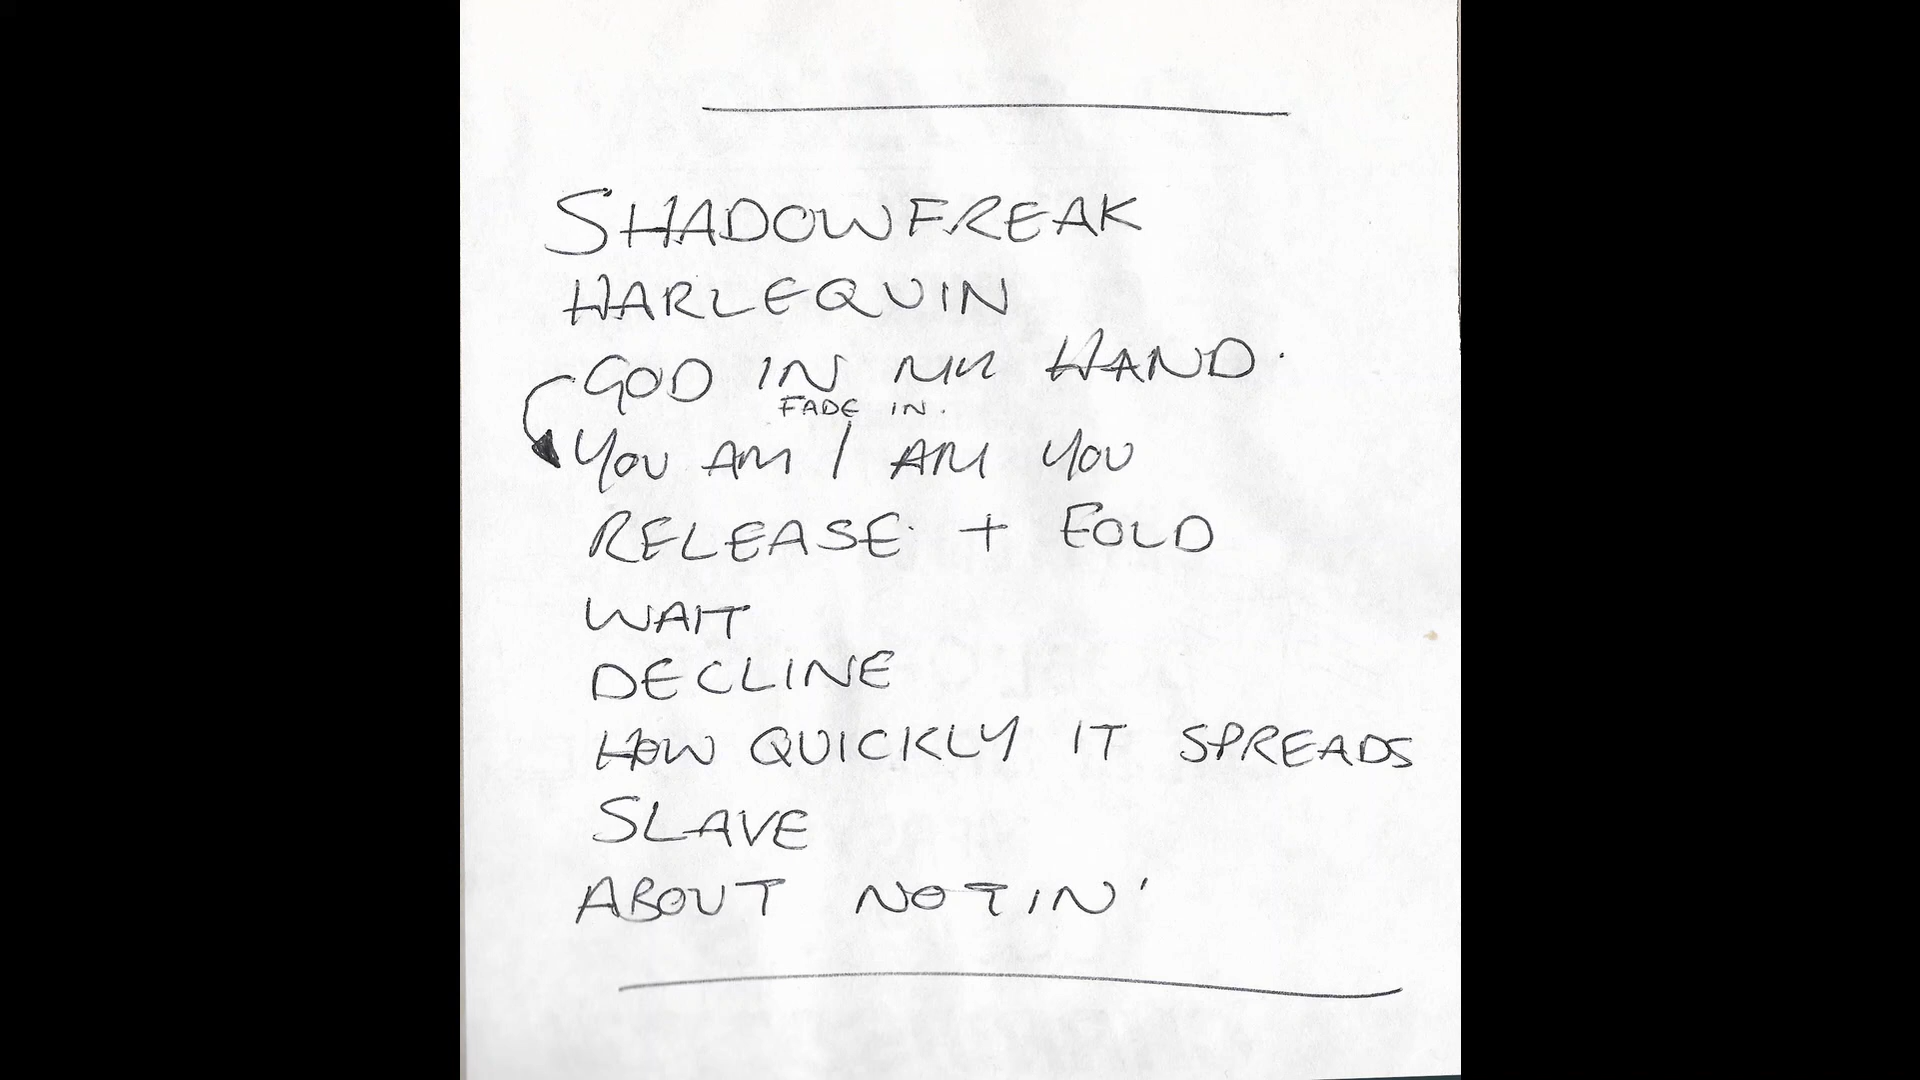 SHADOWFREAK
HARLEQUIN
GOD IN MY HAND.
FADE IN.
YOU AM I AM YOU
RELEASE. + FOLD
WAIT
DECLINE
HOW QUICKLY IT SPREADS
SLAVE
ABOUT NOTIN'